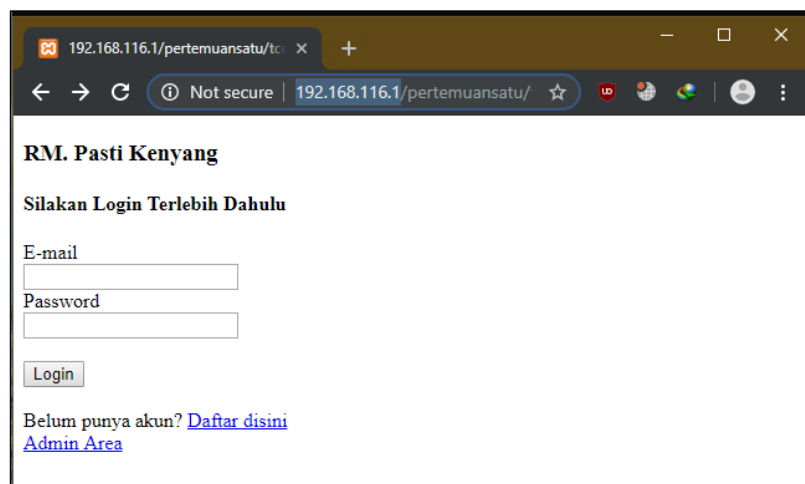 192.168.116.1/pertemuansatu/tcc
Not secure | 192.168.116.1/pertemuansatu/
RM. Pasti Kenyang
Silakan Login Terlebih Dahulu
E-mail
Password
Login
Belum punya akun? Daftar disini
Admin Area